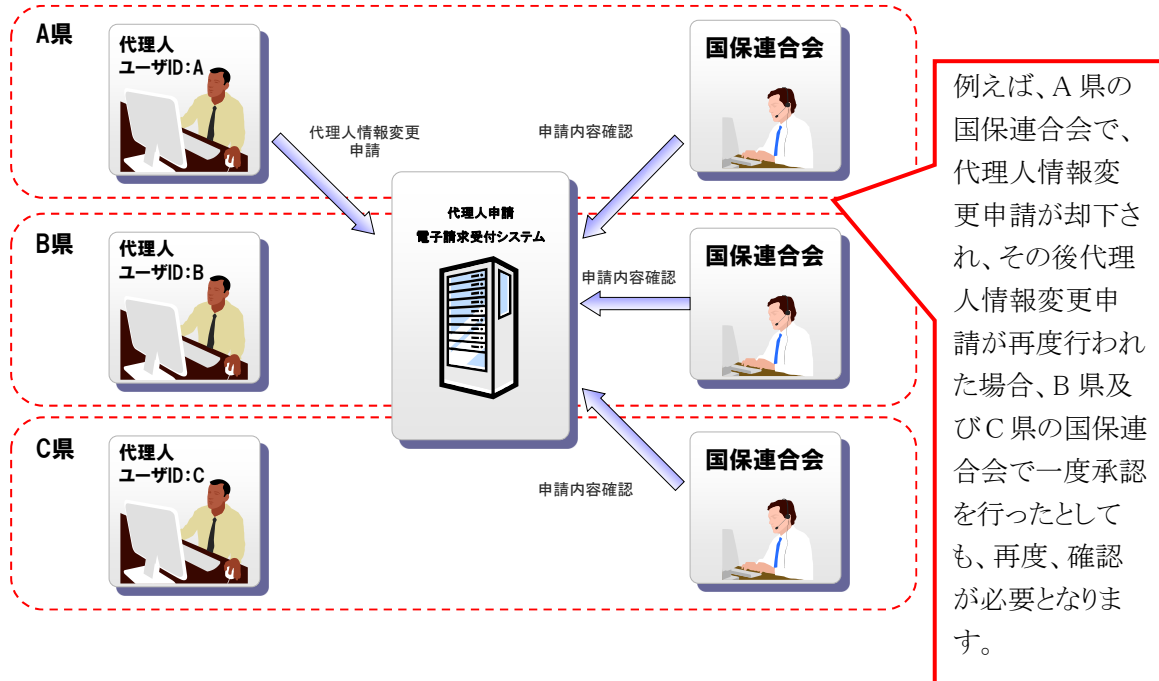 A県
代理人
ユーザID:A
国保連合会
代理人情報変更
申請
申請内容確認
代理人申請
電子請求受付システム
B県
代理人
ユーザID:B
国保連合会
申請内容確認
C県
代理人
ユーザID:C
国保連合会
申請内容確認
例えば、A県の
国保連合会で、
代理人情報変
更申請が却下さ
れ、その後代理
人情報変更申
請が再度行われ
た場合、B県及
びC県の国保連
合会で一度承認
を行ったとして
も、再度、確認
が必要となりま
す。